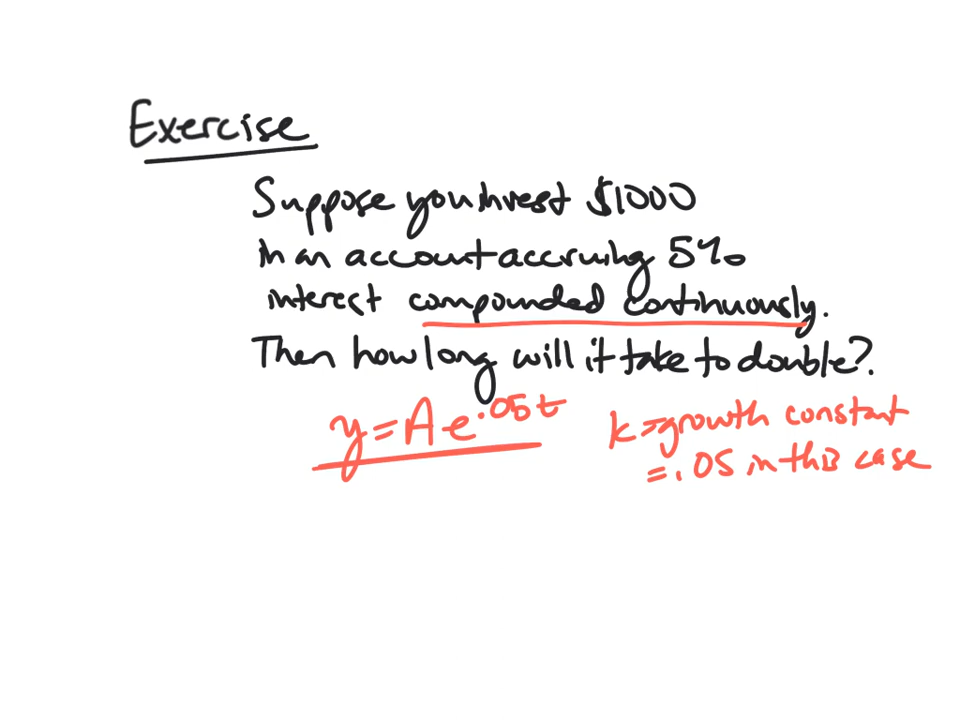 Exercise
Suppose you invest $1000
in an account accruing 5%
interest compounded continuously.
Then how long will it take to double?
y = Ae^.05t
k = growth constant
= .05 in this case